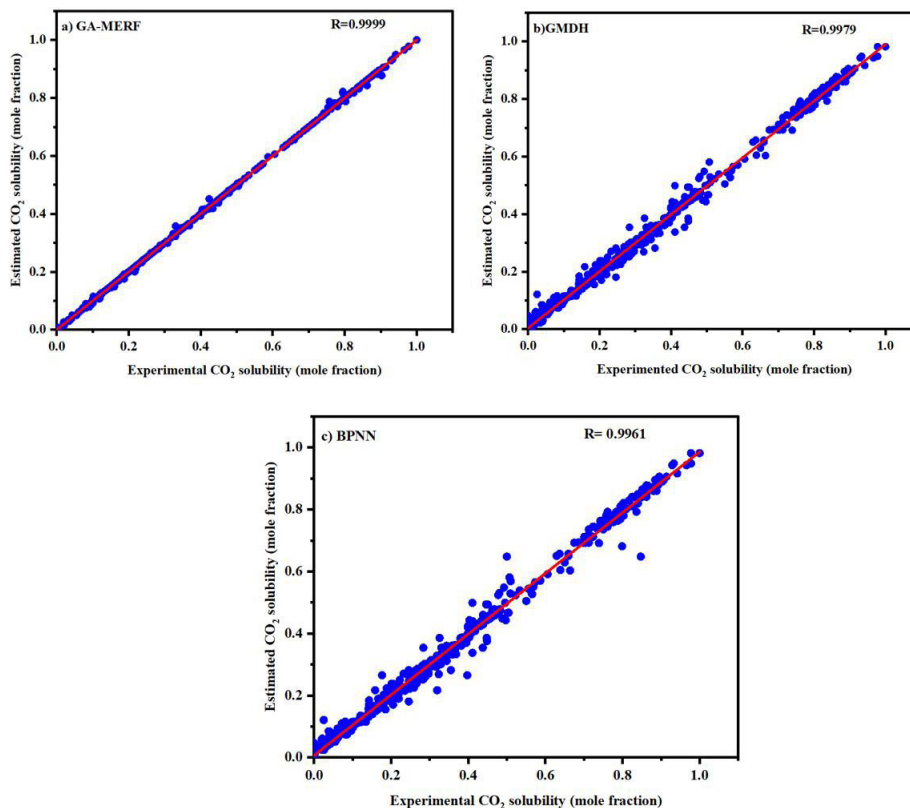 a) GA-MERF
R=0.9999
1.0
0.8
0.6
0.4
0.2
0.0
0.0 0.2 0.4 0.6 0.8 1.0
Estimated CO₂ solubility (mole fraction)
Experimental CO₂ solubility (mole fraction)
b)GMDH
R=0.9979
1.0
0.8
0.6
0.4
0.2
0.0
0.0 0.2 0.4 0.6 0.8 1.0
Estimated CO₂ solubility (mole fraction)
Experimented CO₂ solubility (mole fraction)
c) BPNN
R= 0.9961
1.0
0.8
0.6
0.4
0.2
0.0
0.0 0.2 0.4 0.6 0.8 1.0
Estimated CO₂ solubility (mole fraction)
Experimental CO₂ solubility (mole fraction)